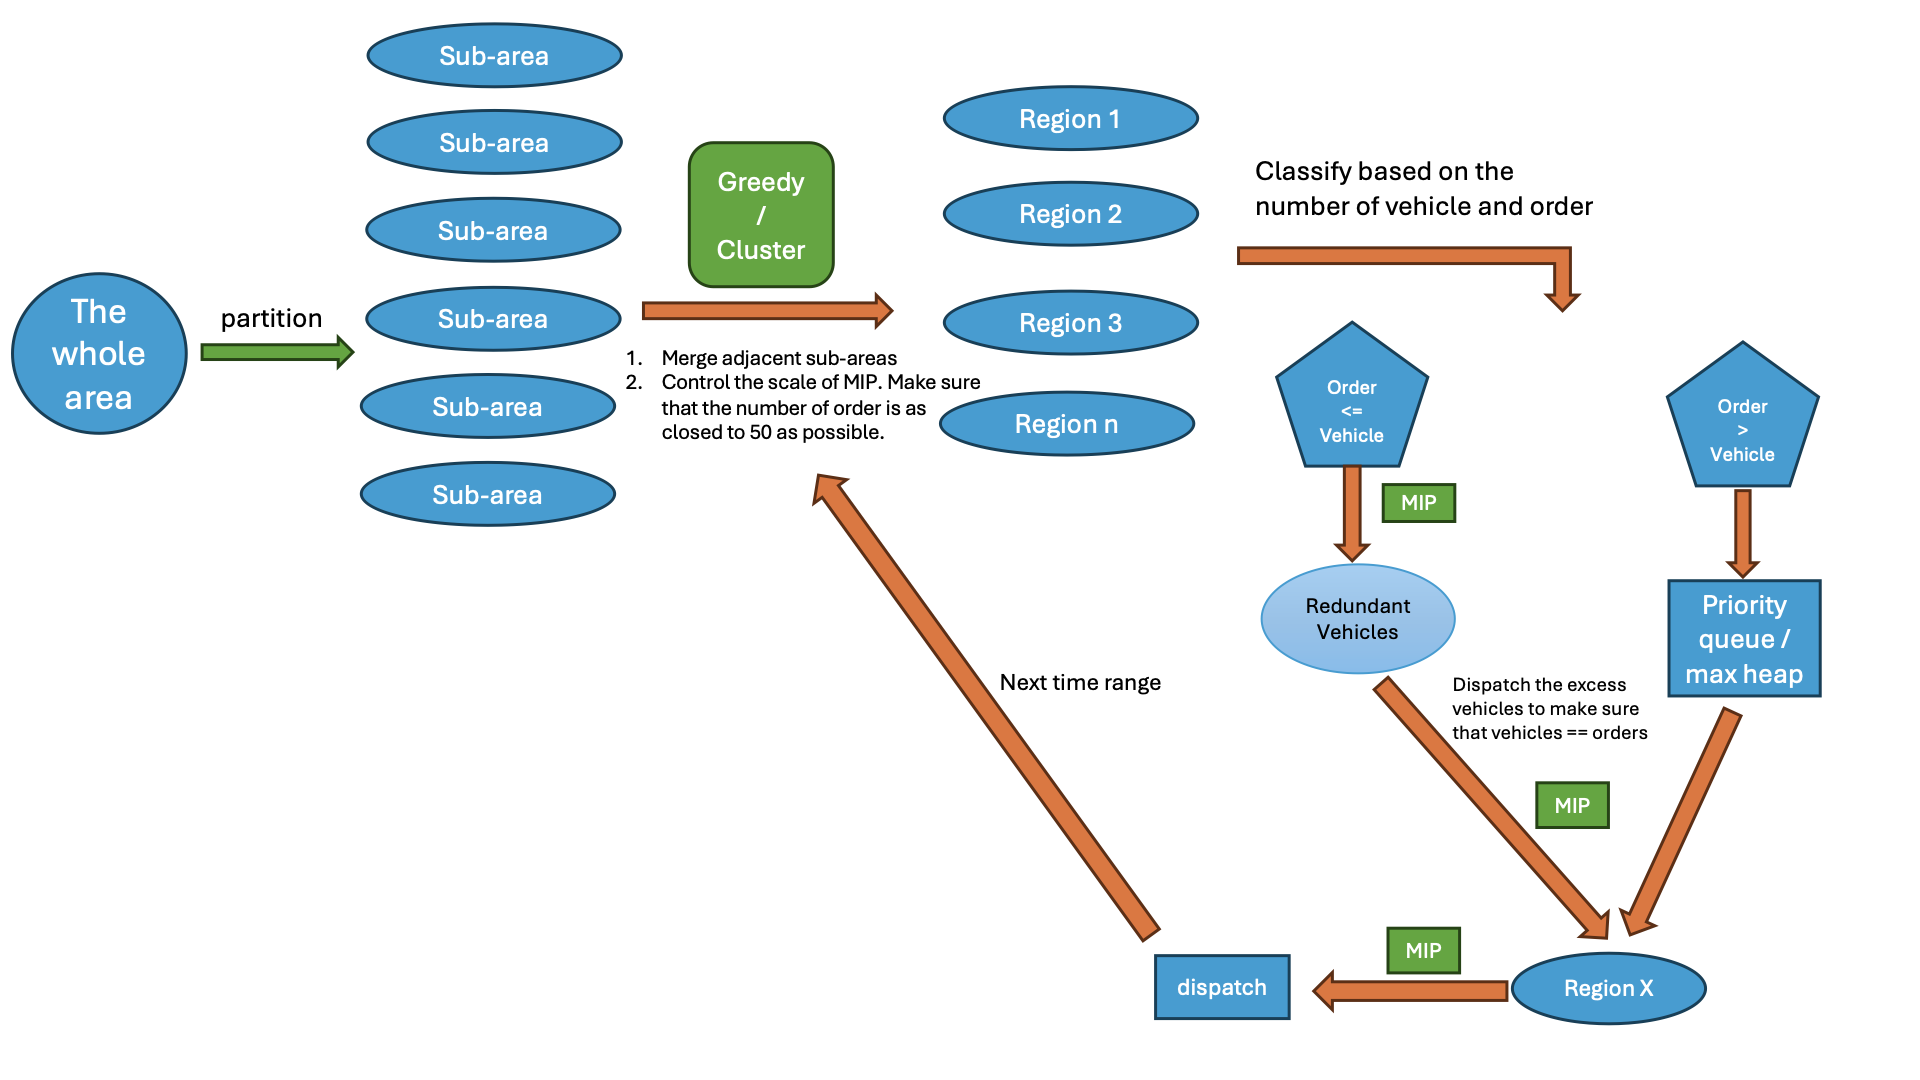 The
whole
area
partition
Sub-area
Sub-area
Sub-area
Sub-area
Sub-area
Sub-area
Greedy
/
Cluster
1. Merge adjacent sub-areas
2. Control the scale of MIP. Make sure
that the number of order is as
closed to 50 as possible.
Region 1
Region 2
Region 3
Region n
Classify based on the
number of vehicle and order
Order
<=
Vehicle
Order
>
Vehicle
MIP
Redundant
Vehicles
Priority
queue /
max heap
Dispatch the excess
vehicles to make sure
that vehicles == orders
MIP
Region X
MIP
dispatch
Next time range